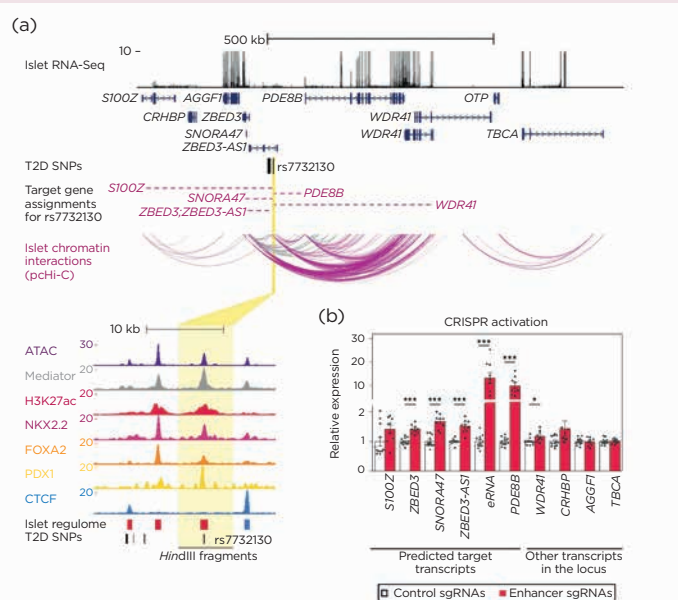 (a)
500 kb
10
Islet RNA-Seq
S100Z AGGF1 PDE8B OTP
CRHBP ZBED3 WDR41
SNORA47 WDR41 TBCA
ZBED3-AS1
T2D SNPs rs7732130
Target gene
assignments
for rs7732130
S100Z PDE8B
SNORA47 WDR41
ZBED3;ZBED3-AS1
Islet chromatin
interactions
(pcHi-C)
10 kb
ATAC 30
Mediator 20
H3K27ac 20
NKX2.2 20
FOXA2 20
PDX1 20
CTCF 20
Islet regulome
T2D SNPs rs7732130
HindIII fragments
(b)
CRISPR activation
Relative expression
30
20
10
2
1
0
*** *** *** *** *** *
S100Z ZBED3 SNORA47 ZBED3-AS1 eRNA PDE8B WDR41 CRHBP AGGF1 TBCA
Predicted target
transcripts
Other transcripts
in the locus
Control sgRNAs Enhancer sgRNAs